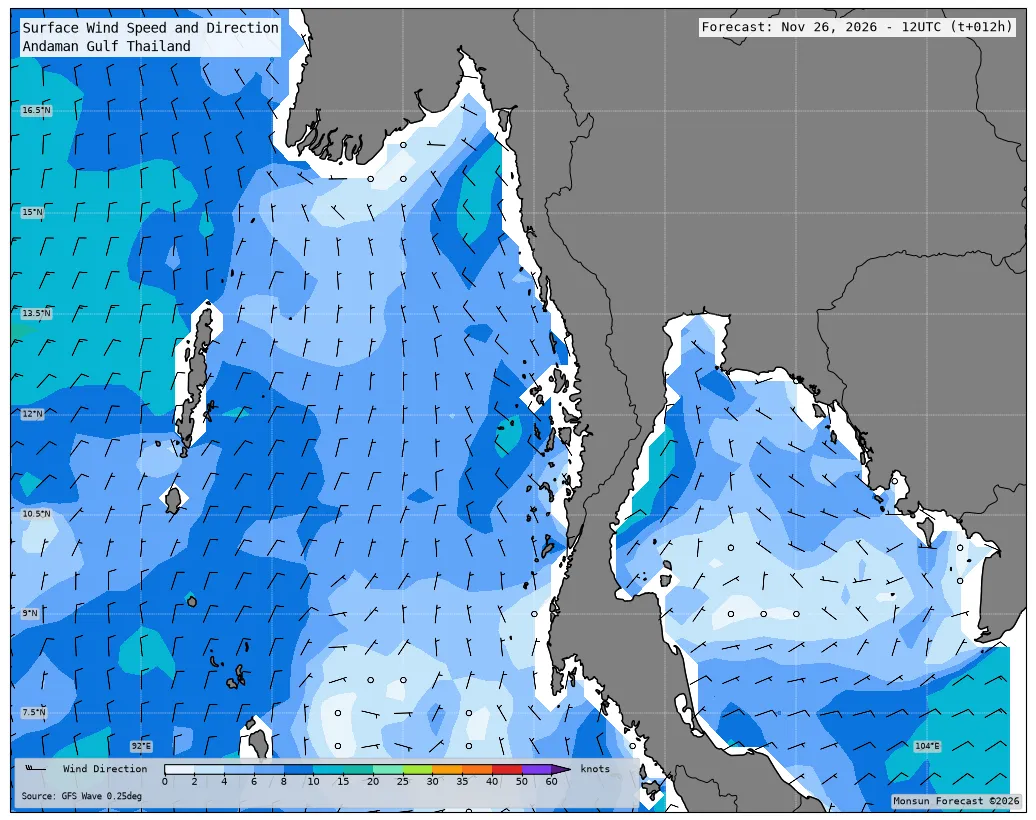 Surface Wind Speed and Direction
Andaman Gulf Thailand
Forecast: Nov 26, 2026 - 12UTC (t+012h)
16.5°N
15°N
13.5°N
12°N
10.5°N
9°N
7.5°N
92°E
104°E
Wind Direction
0 2 4 6 8 10 15 20 25 30 35 40 50 60
knots
Source: GFS Wave 0.25deg
Monsun Forecast ©2026